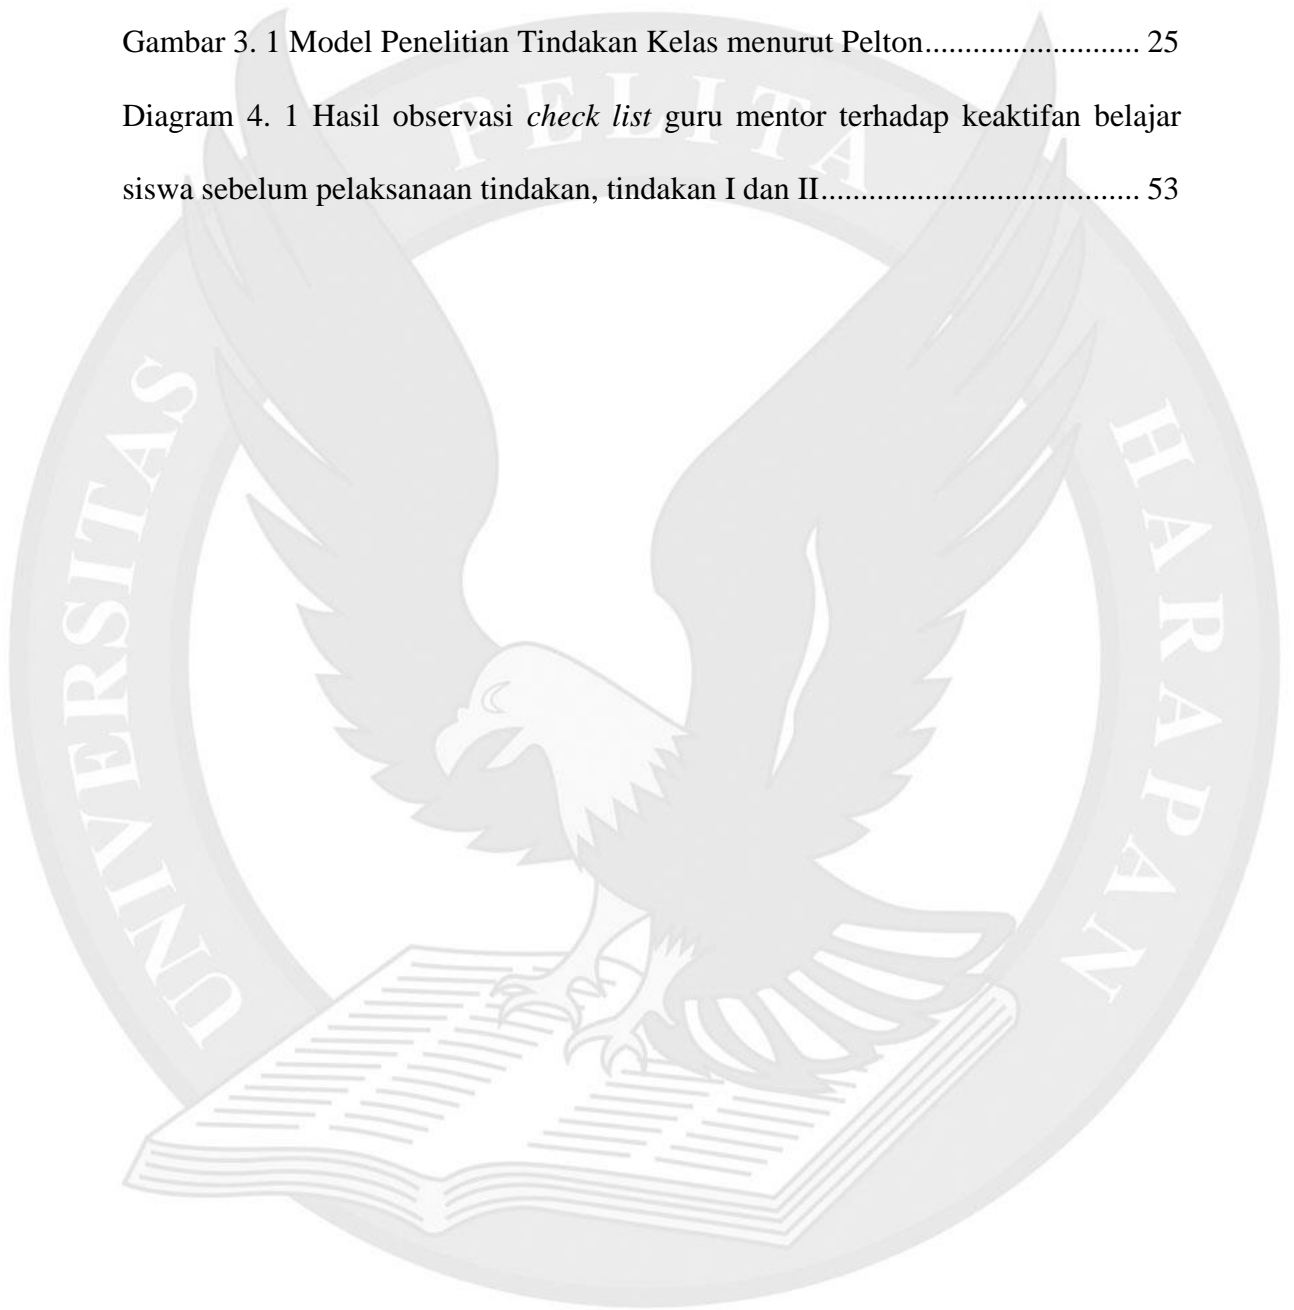 Gambar 3. 1 Model Penelitian Tindakan Kelas menurut Pelton........................... 25
Diagram 4. 1 Hasil observasi check list guru mentor terhadap keaktifan belajar
siswa sebelum pelaksanaan tindakan, tindakan I dan II........................................ 53
UNIVERSITAS PELITA HARAPAN